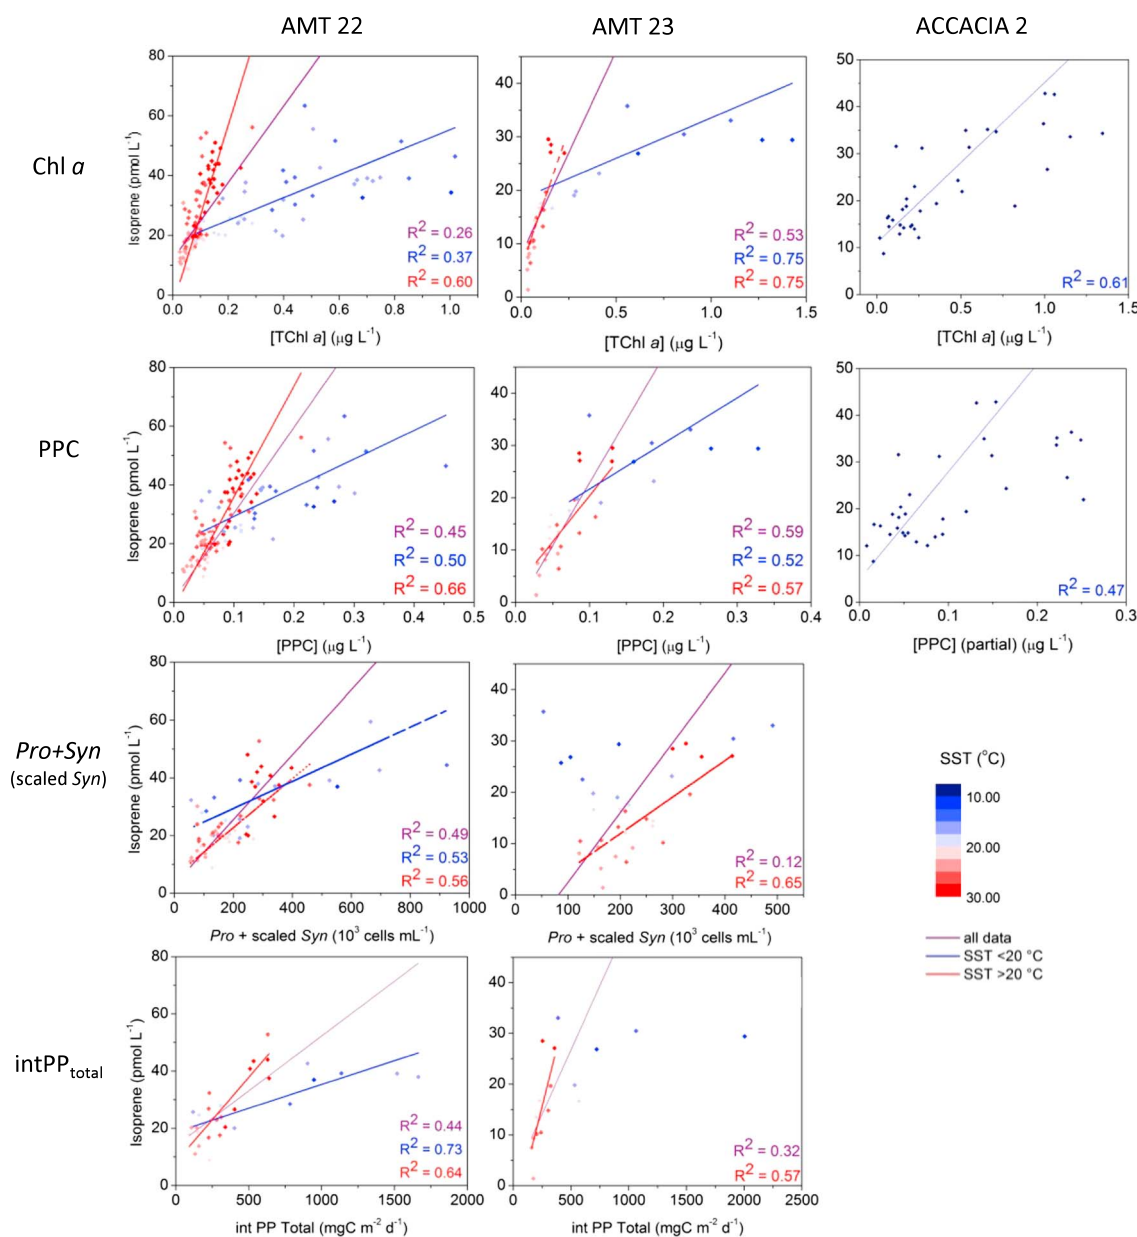 AMT 22
AMT 23
ACCACIA 2
Chl a
Isoprene (pmol L⁻¹)
80
60
40
20
0
0.0 0.2 0.4 0.6 0.8 1.0
[TChl a] (μg L⁻¹)
R² = 0.26
R² = 0.37
R² = 0.60
40
30
20
10
0
0.0 0.5 1.0 1.5
[TChl a] (μg L⁻¹)
R² = 0.53
R² = 0.75
R² = 0.75
50
40
30
20
10
0
0.0 0.5 1.0 1.5
[TChl a] (μg L⁻¹)
R² = 0.61
PPC
Isoprene (pmol L⁻¹)
80
60
40
20
0
0.0 0.1 0.2 0.3 0.4 0.5
[PPC] (μg L⁻¹)
R² = 0.45
R² = 0.50
R² = 0.66
40
30
20
10
0
0.0 0.1 0.2 0.3 0.4
[PPC] (μg L⁻¹)
R² = 0.59
R² = 0.52
R² = 0.57
50
40
30
20
10
0
0.0 0.1 0.2 0.3
[PPC] (partial) (μg L⁻¹)
R² = 0.47
Pro+Syn
(scaled Syn)
Isoprene (pmol L⁻¹)
80
60
40
20
0
0 200 400 600 800 1000
Pro + scaled Syn (10³ cells mL⁻¹)
R² = 0.49
R² = 0.53
R² = 0.56
40
30
20
10
0
0 100 200 300 400 500
Pro + scaled Syn (10³ cells mL⁻¹)
R² = 0.12
R² = 0.65
SST (°C)
10.00
20.00
30.00
all data
SST <20 °C
SST >20 °C
intPPtotal
Isoprene (pmol L⁻¹)
80
60
40
20
0
0 500 1000 1500 2000
int PP Total (mgC m⁻² d⁻¹)
R² = 0.44
R² = 0.73
R² = 0.64
40
30
20
10
0
0 500 1000 1500 2000 2500
int PP Total (mgC m⁻² d⁻¹)
R² = 0.32
R² = 0.57